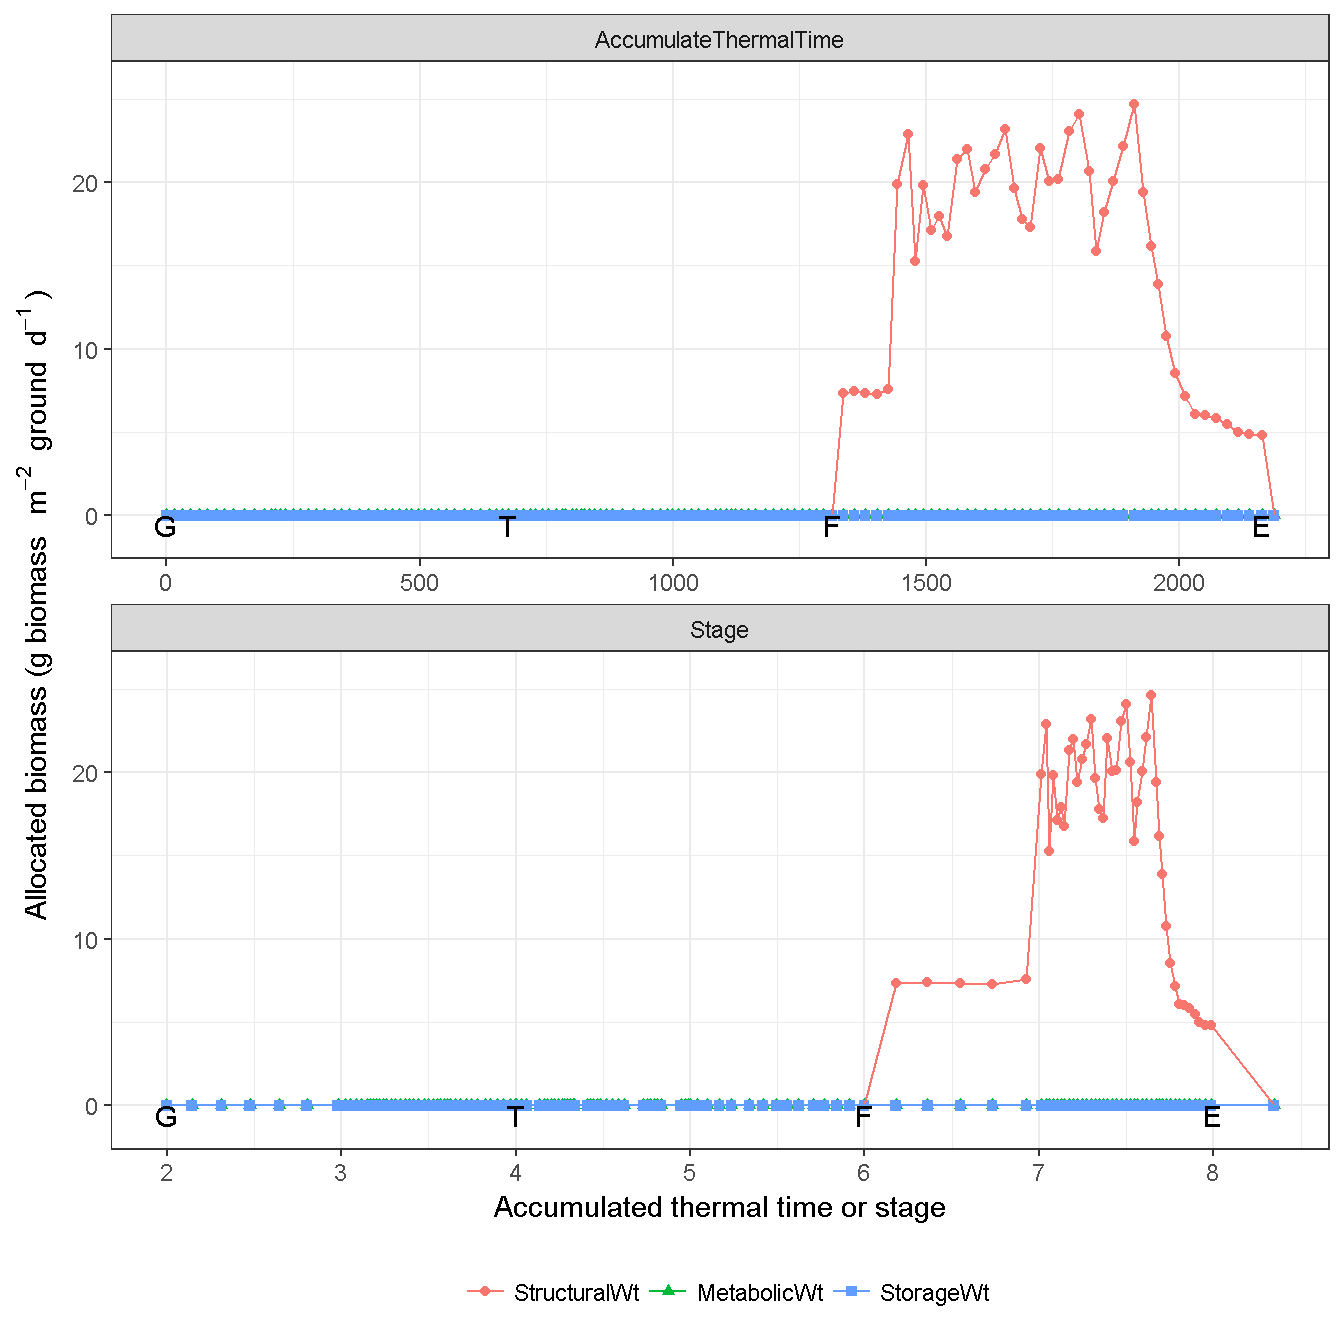 AccumulateThermalTime
20
10
0
G T F E
0 500 1000 1500 2000
Allocated biomass (g biomass m⁻² ground d⁻¹)
Stage
20
10
0
G T F E
2 3 4 5 6 7 8
Accumulated thermal time or stage
StructuralWt MetabolicWt StorageWt